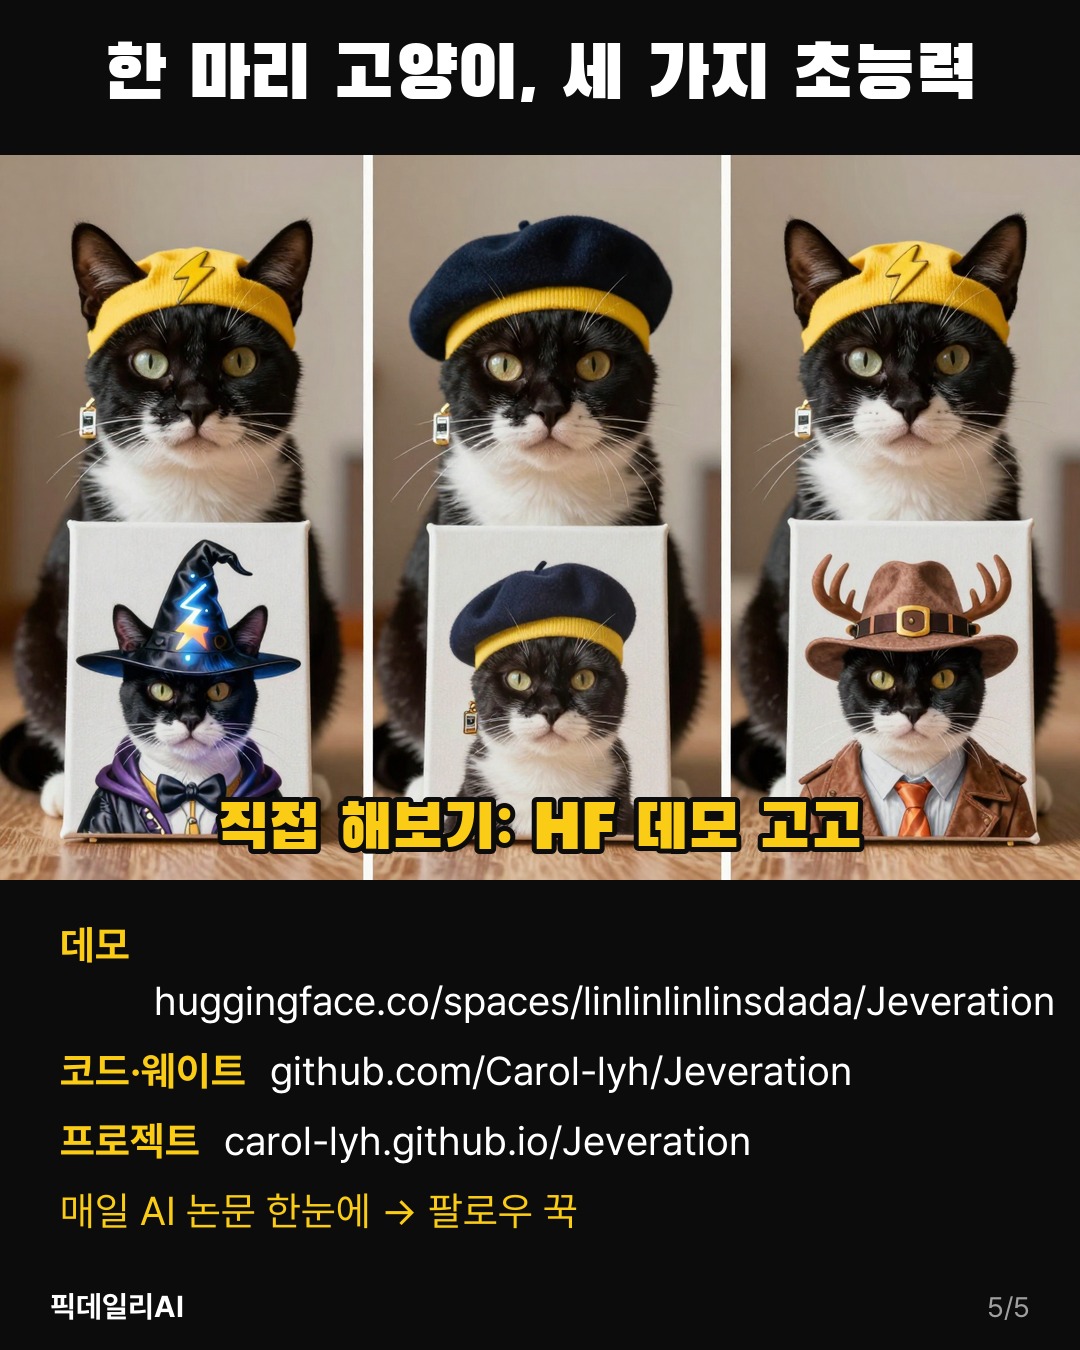 한 마리 고양이, 세 가지 초능력
직접 해보기: HF 데모 고고
데모
huggingface.co/spaces/linlinlinlinsdada/Jeveration
코드·웨이트 github.com/Carol-lyh/Jeveration
프로젝트 carol-lyh.github.io/Jeveration
매일 AI 논문 한눈에 → 팔로우 꾹
픽데일리AI
5/5